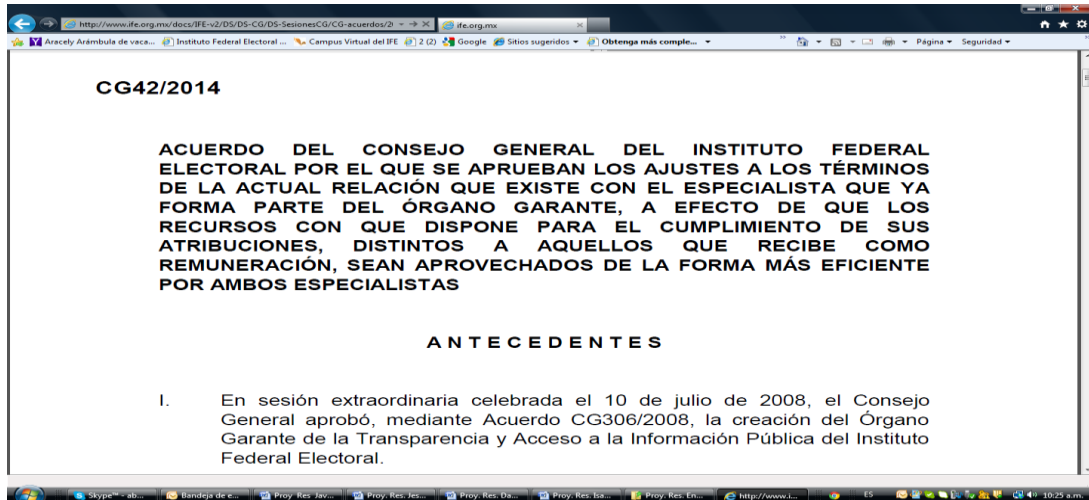 http://www.ife.org.mx/docs/IFE-v2/DS/DS-CG/DS-SesionesCG/CG-acuerdos/2
ife.org.mx
Aracely Arámbula de vaca...
Instituto Federal Electoral ...
Campus Virtual del IFE
2 (2)
Google
Sitios sugeridos
Obtenga más comple...
Página
Seguridad
CG42/2014
ACUERDO DEL CONSEJO GENERAL DEL INSTITUTO FEDERAL
ELECTORAL POR EL QUE SE APRUEBAN LOS AJUSTES A LOS TÉRMINOS
DE LA ACTUAL RELACIÓN QUE EXISTE CON EL ESPECIALISTA QUE YA
FORMA PARTE DEL ÓRGANO GARANTE, A EFECTO DE QUE LOS
RECURSOS CON QUE DISPONE PARA EL CUMPLIMIENTO DE SUS
ATRIBUCIONES, DISTINTOS A AQUELLOS QUE RECIBE COMO
REMUNERACIÓN, SEAN APROVECHADOS DE LA FORMA MÁS EFICIENTE
POR AMBOS ESPECIALISTAS
A N T E C E D E N T E S
I. En sesión extraordinaria celebrada el 10 de julio de 2008, el Consejo
General aprobó, mediante Acuerdo CG306/2008, la creación del Órgano
Garante de la Transparencia y Acceso a la Información Pública del Instituto
Federal Electoral.
Skype™ - ab...
Bandeja de e...
Proy. Res. Jav...
Proy. Res. Jes...
Proy. Res. Da...
Proy. Res. Isa...
Proy. Res. En...
http://www.i...
ES
10:25 a.m.